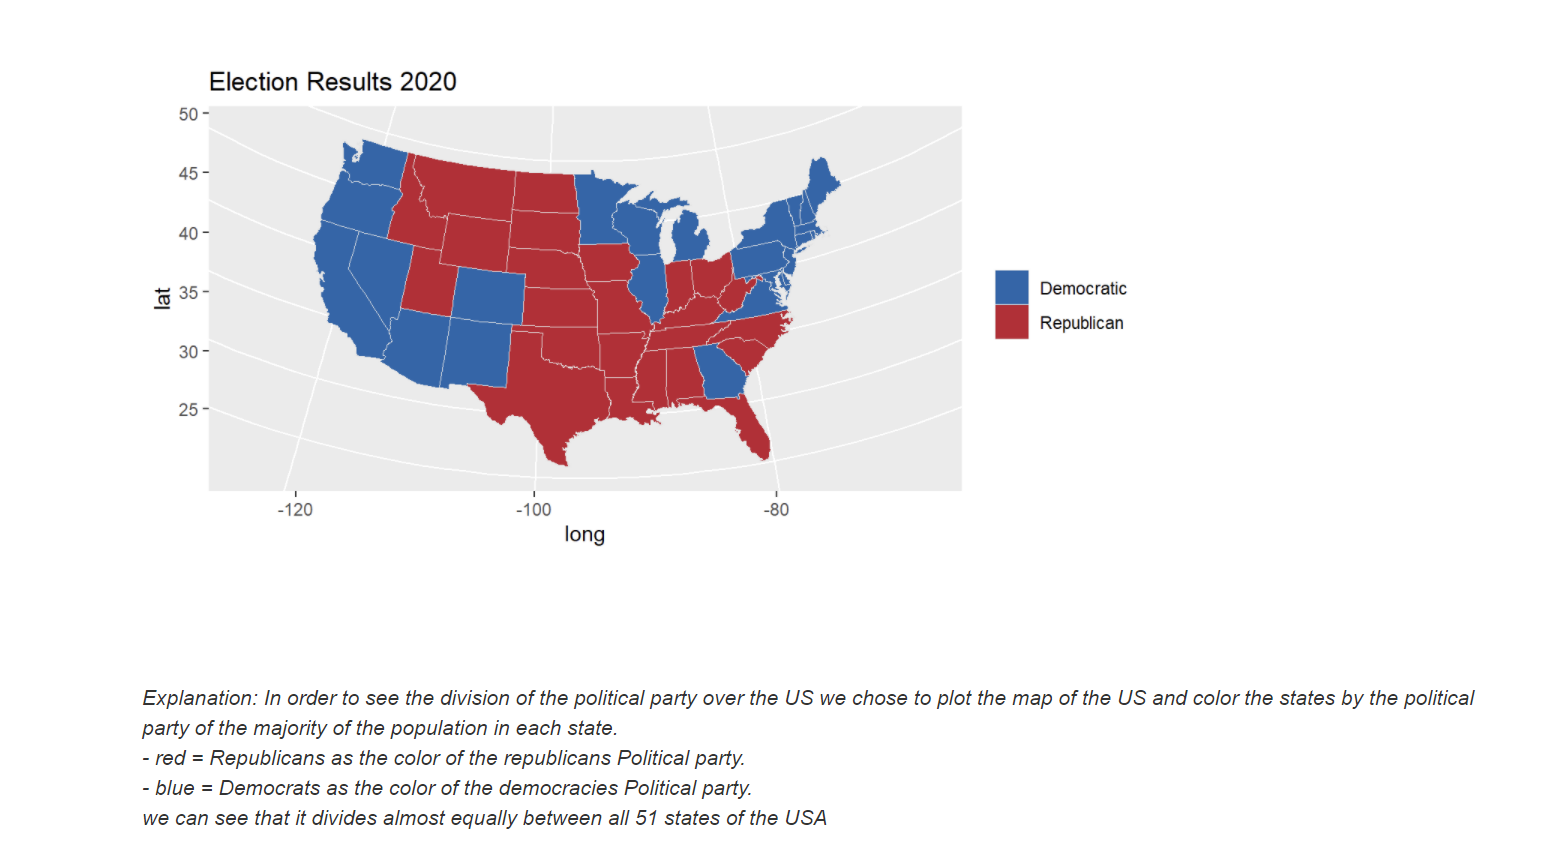 Election Results 2020
50
45
40
35
30
25
lat
-120
-100
-80
long
Democratic
Republican
Explanation: In order to see the division of the political party over the US we chose to plot the map of the US and color the states by the political
party of the majority of the population in each state.
- red = Republicans as the color of the republicans Political party.
- blue = Democrats as the color of the democracies Political party.
we can see that it divides almost equally between all 51 states of the USA